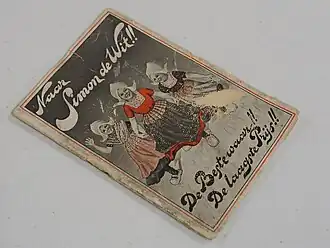 Naar
Simon de Wit!!
De Beste waar!!
De laagste Prijs!!